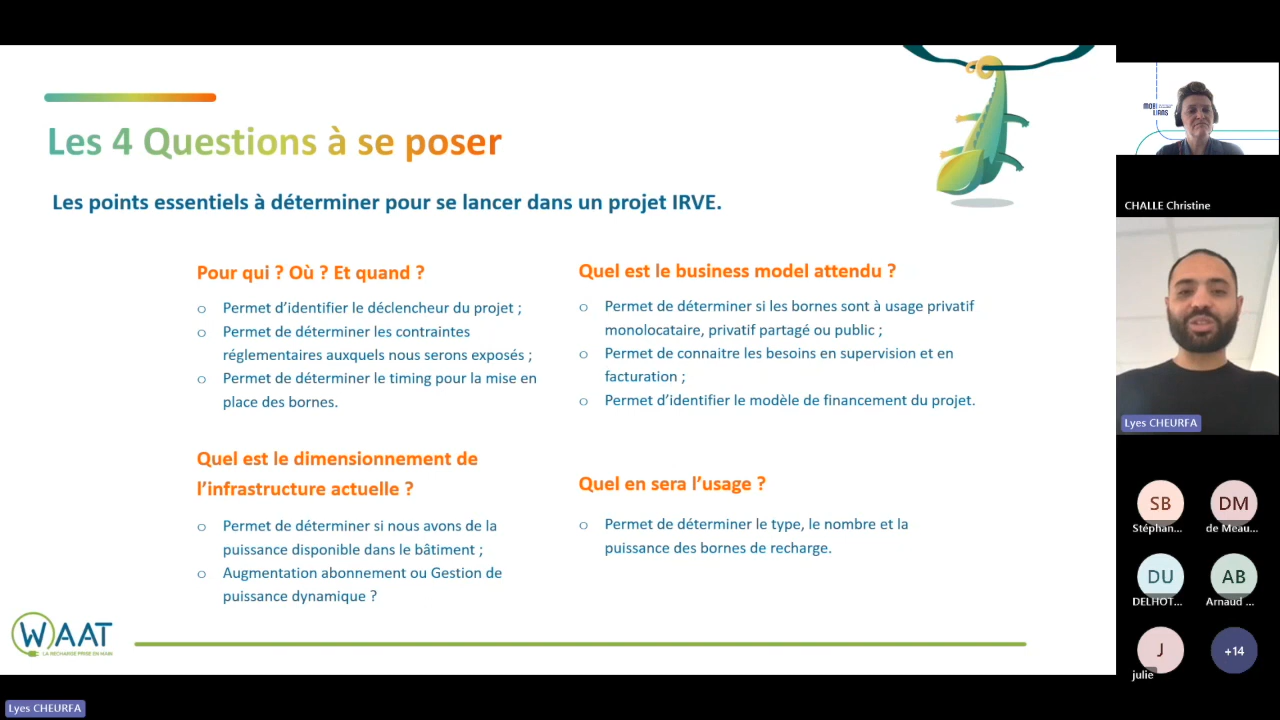 Les 4 Questions à se poser
Les points essentiels à déterminer pour se lancer dans un projet IRVE.
Pour qui ? Où ? Et quand ?
o Permet d'identifier le déclencheur du projet ;
o Permet de déterminer les contraintes
réglementaires auxquels nous serons exposés ;
o Permet de déterminer le timing pour la mise en
place des bornes.
Quel est le business model attendu ?
o Permet de déterminer si les bornes sont à usage privatif
monolocataire, privatif partagé ou public ;
o Permet de connaitre les besoins en supervision et en
facturation ;
o Permet d'identifier le modèle de financement du projet.
Quel est le dimensionnement de
l'infrastructure actuelle ?
o Permet de déterminer si nous avons de la
puissance disponible dans le bâtiment ;
o Augmentation abonnement ou Gestion de
puissance dynamique ?
Quel en sera l'usage ?
o Permet de déterminer le type, le nombre et la
puissance des bornes de recharge.
WAAT
LA RECHARGE PRISE EN MAIN
MOBI
LIANS
CHALLE Christine
Lyes CHEURFA
SB
Stéphan...
DM
de Meau...
DU
DELHOT...
AB
Arnaud ...
J
julie
+14
Lyes CHEURFA